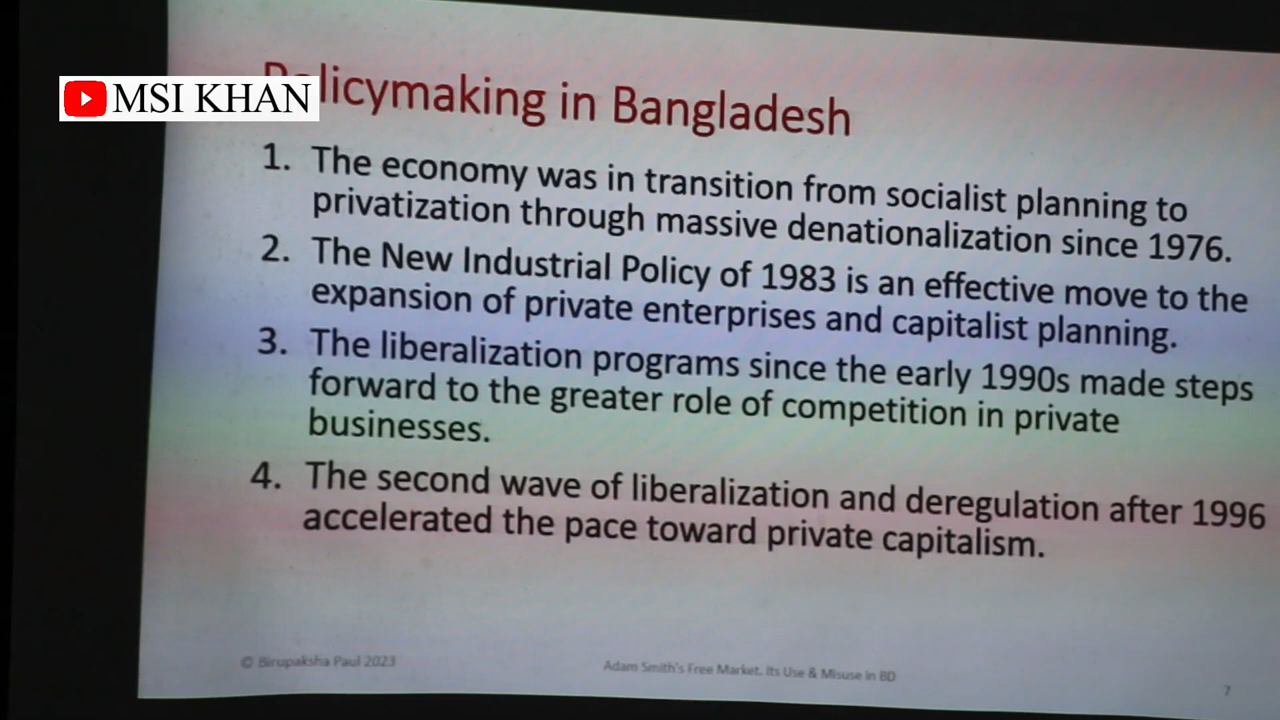 MSI KHAN
Policymaking in Bangladesh
1. The economy was in transition from socialist planning to
privatization through massive denationalization since 1976.
2. The New Industrial Policy of 1983 is an effective move to the
expansion of private enterprises and capitalist planning.
3. The liberalization programs since the early 1990s made steps
forward to the greater role of competition in private
businesses.
4. The second wave of liberalization and deregulation after 1996
accelerated the pace toward private capitalism.
© Birupaksha Paul 2023
Adam Smith's Free Market. Its Use & Misuse in BD
7